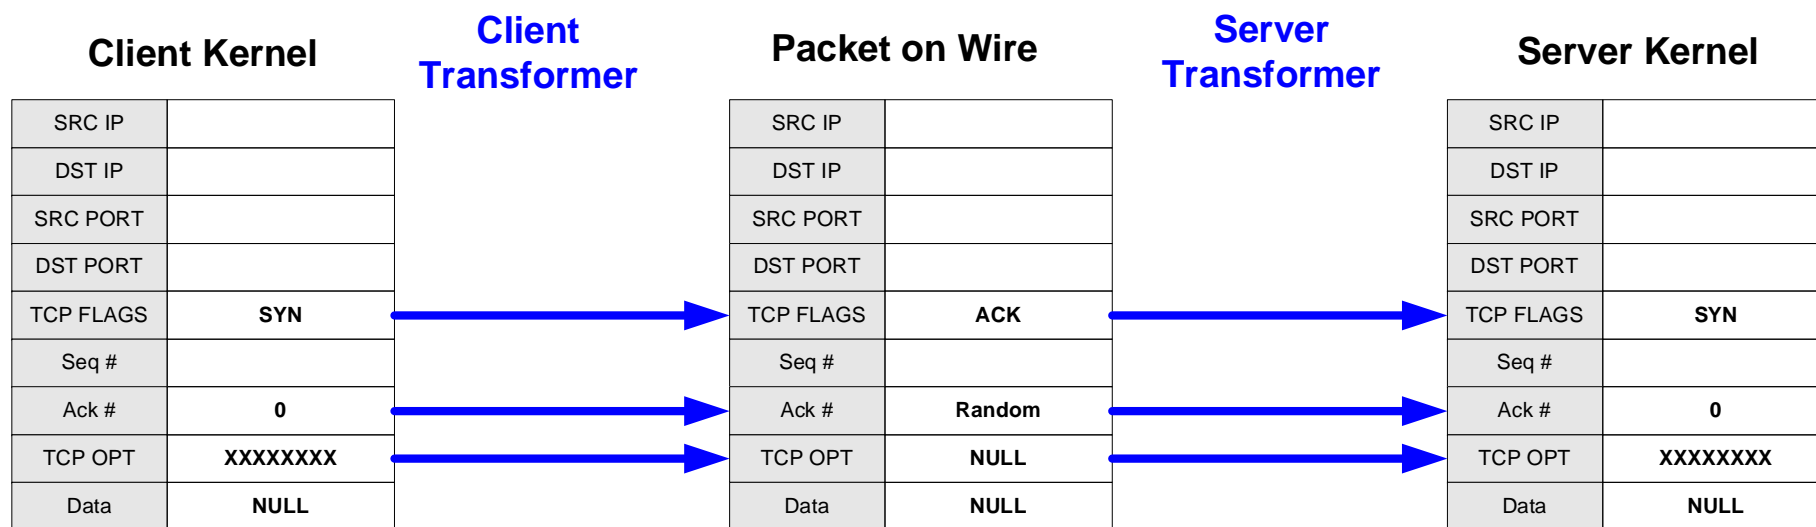 Client Kernel
Client
Transformer
Packet on Wire
Server
Transformer
Server Kernel
SRC IP
SRC IP
SRC IP
DST IP
DST IP
DST IP
SRC PORT
SRC PORT
SRC PORT
DST PORT
DST PORT
DST PORT
TCP FLAGS SYN
TCP FLAGS ACK
TCP FLAGS SYN
Seq #
Seq #
Seq #
Ack # 0
Ack # Random
Ack # 0
TCP OPT XXXXXXXX
TCP OPT NULL
TCP OPT XXXXXXXX
Data NULL
Data NULL
Data NULL